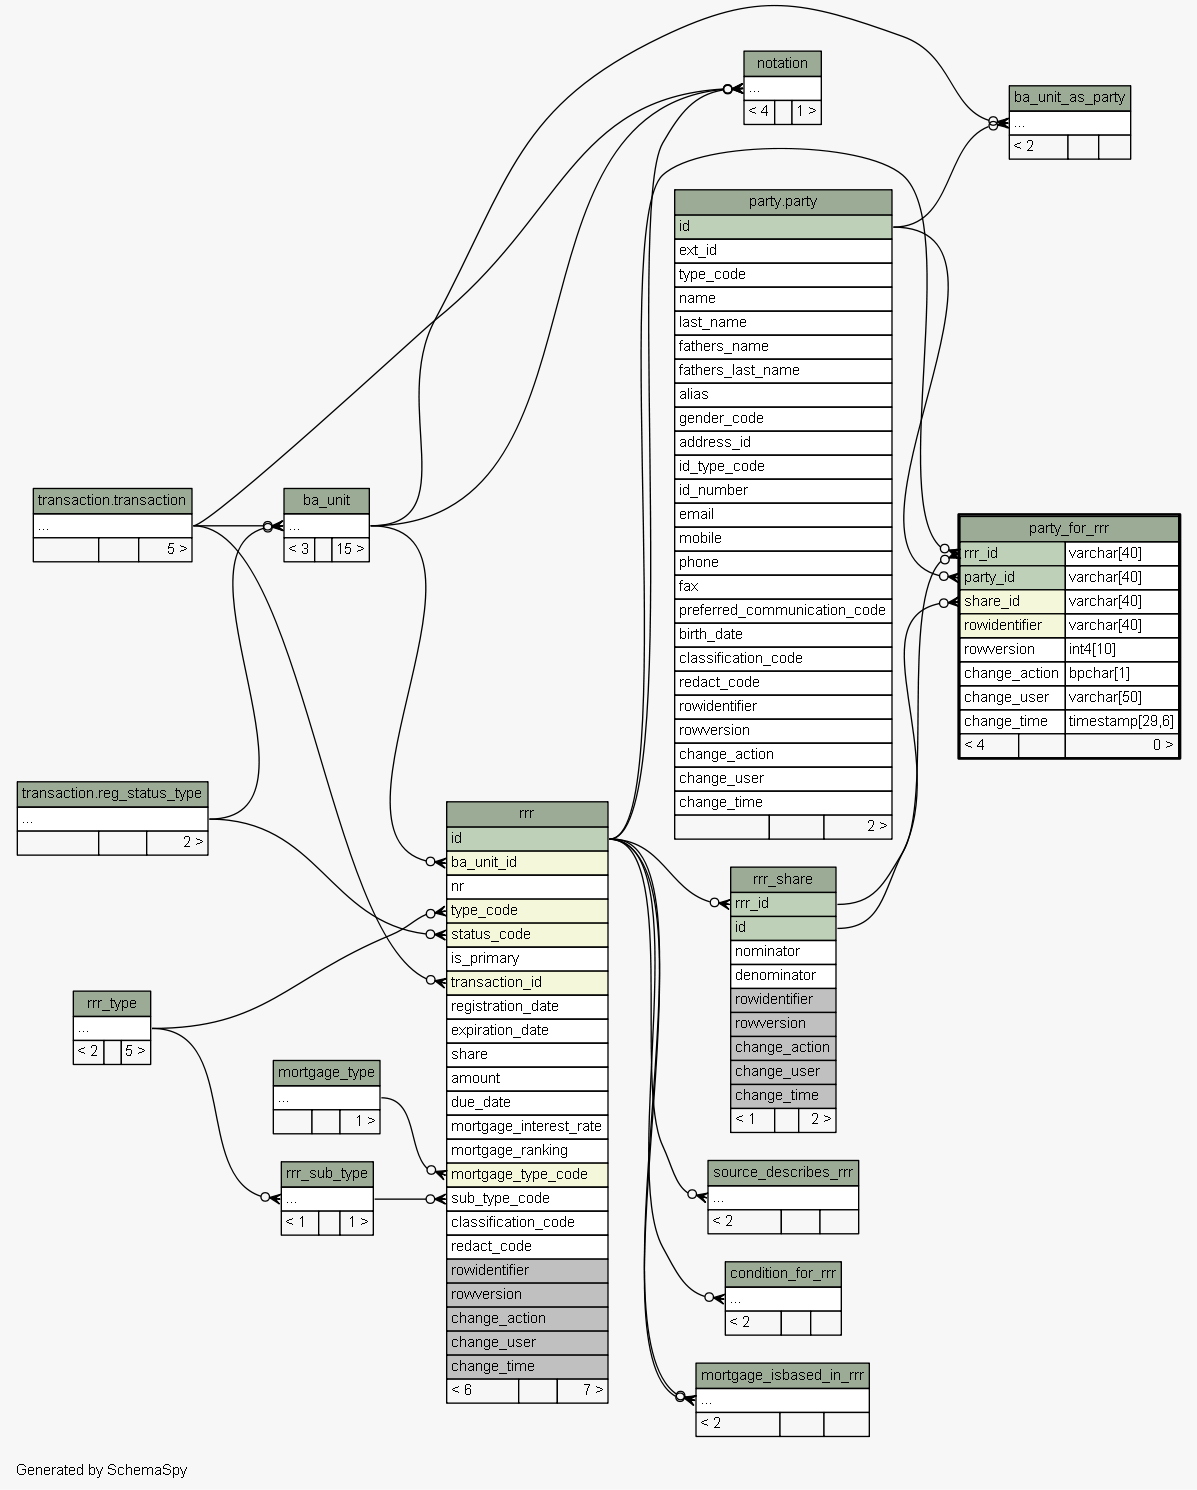 notation
...
< 4 1 >
ba_unit_as_party
...
< 2
party.party
id
ext_id
type_code
name
last_name
fathers_name
fathers_last_name
alias
gender_code
address_id
id_type_code
id_number
email
mobile
phone
fax
preferred_communication_code
birth_date
classification_code
redact_code
rowidentifier
rowversion
change_action
change_user
change_time
2 >
transaction.transaction
...
5 >
ba_unit
...
< 3 15 >
party_for_rrr
rrr_id varchar[40]
party_id varchar[40]
share_id varchar[40]
rowidentifier varchar[40]
rowversion int4[10]
change_action bpchar[1]
change_user varchar[50]
change_time timestamp[29,6]
< 4 0 >
transaction.reg_status_type
...
2 >
rrr
id
ba_unit_id
nr
type_code
status_code
is_primary
transaction_id
registration_date
expiration_date
share
amount
due_date
mortgage_interest_rate
mortgage_ranking
mortgage_type_code
sub_type_code
classification_code
redact_code
rowidentifier
rowversion
change_action
change_user
change_time
< 6 7 >
rrr_share
rrr_id
id
nominator
denominator
rowidentifier
rowversion
change_action
change_user
change_time
< 1 2 >
rrr_type
...
< 2 5 >
mortgage_type
...
1 >
rrr_sub_type
...
< 1 1 >
source_describes_rrr
...
< 2
condition_for_rrr
...
< 2
mortgage_isbased_in_rrr
...
< 2
Generated by SchemaSpy